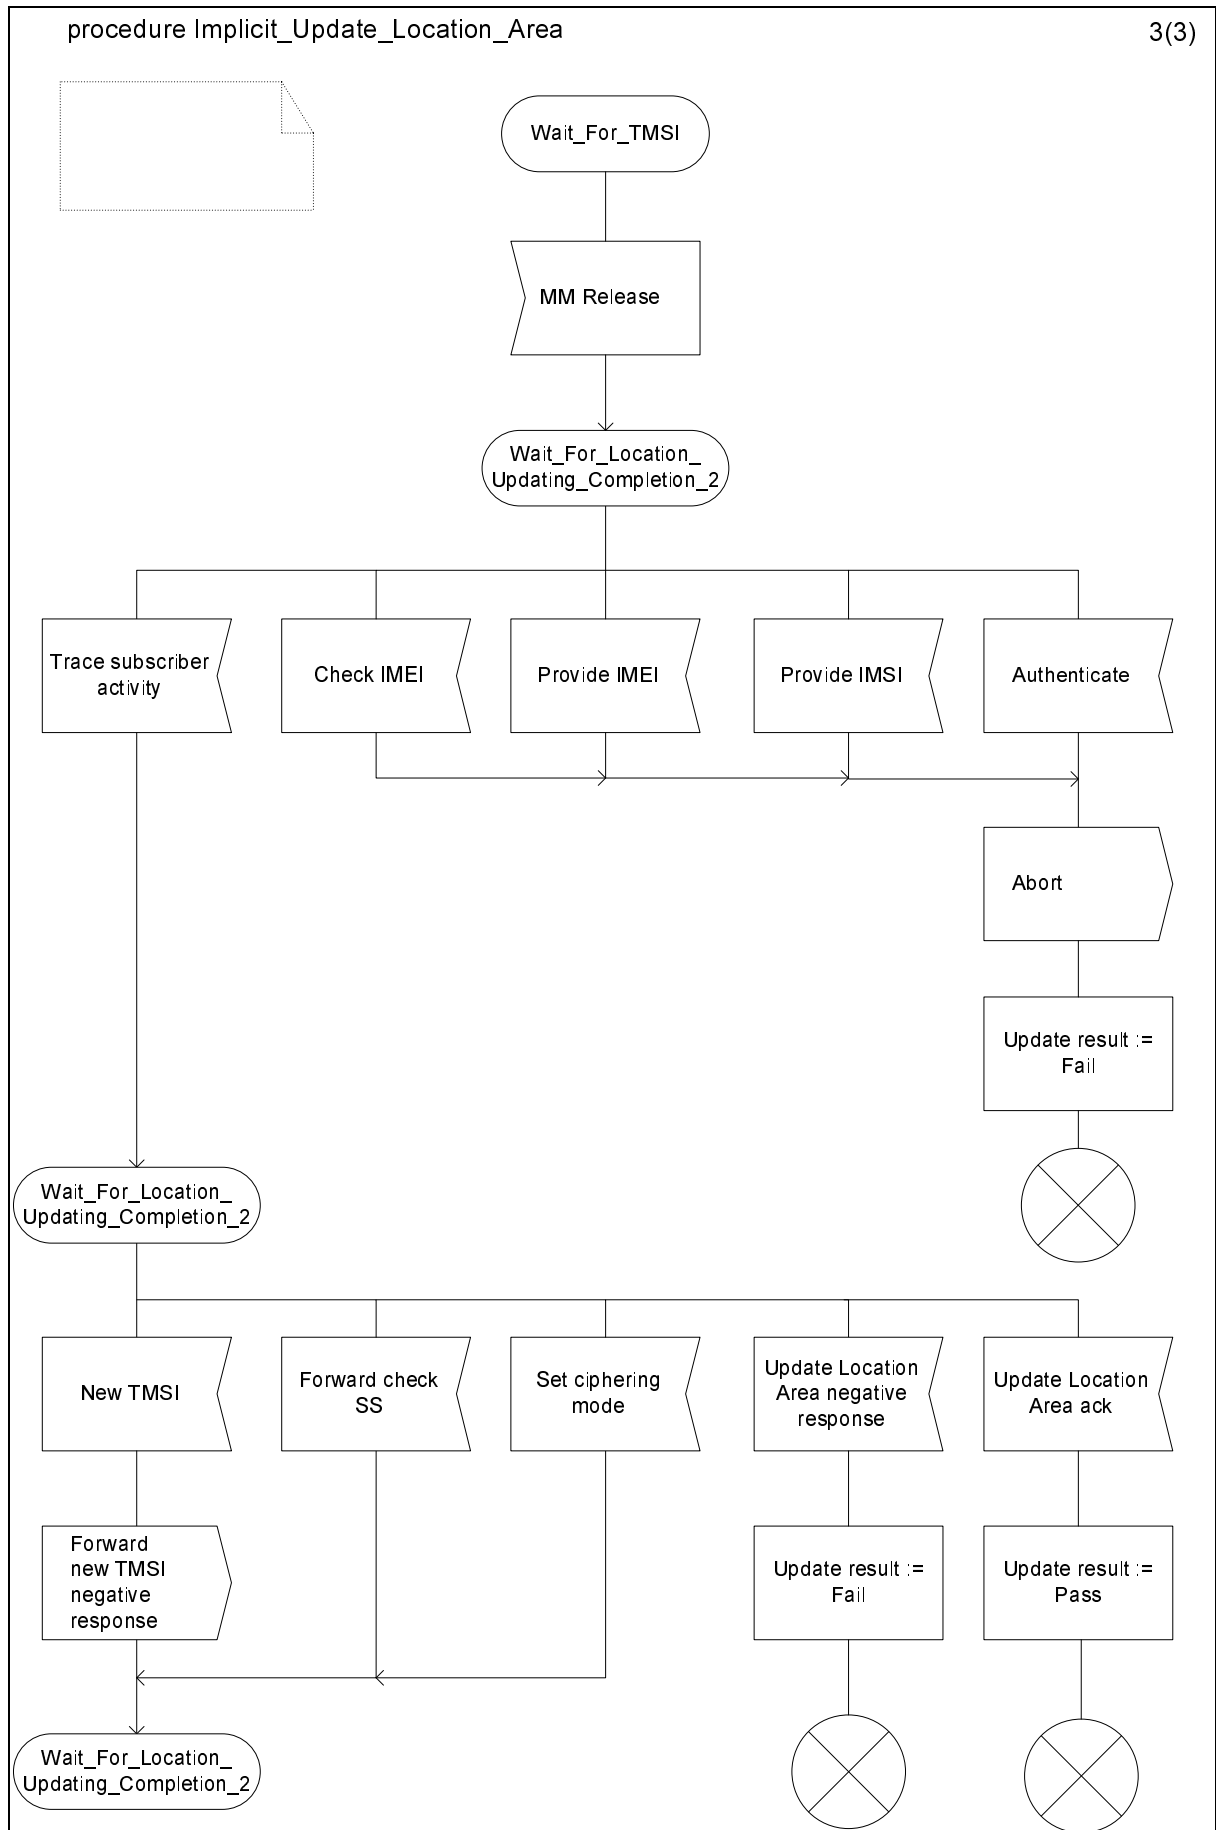 procedure Implicit_Update_Location_Area
3(3)
Wait_For_TMSI
MM Release
Wait_For_Location_
Updating_Completion_2
Trace subscriber
activity
Check IMEI
Provide IMEI
Provide IMSI
Authenticate
Abort
Update result :=
Fail
Wait_For_Location_
Updating_Completion_2
New TMSI
Forward check
SS
Set ciphering
mode
Update Location
Area negative
response
Update Location
Area ack
Forward
new TMSI
negative
response
Update result :=
Fail
Update result :=
Pass
Wait_For_Location_
Updating_Completion_2